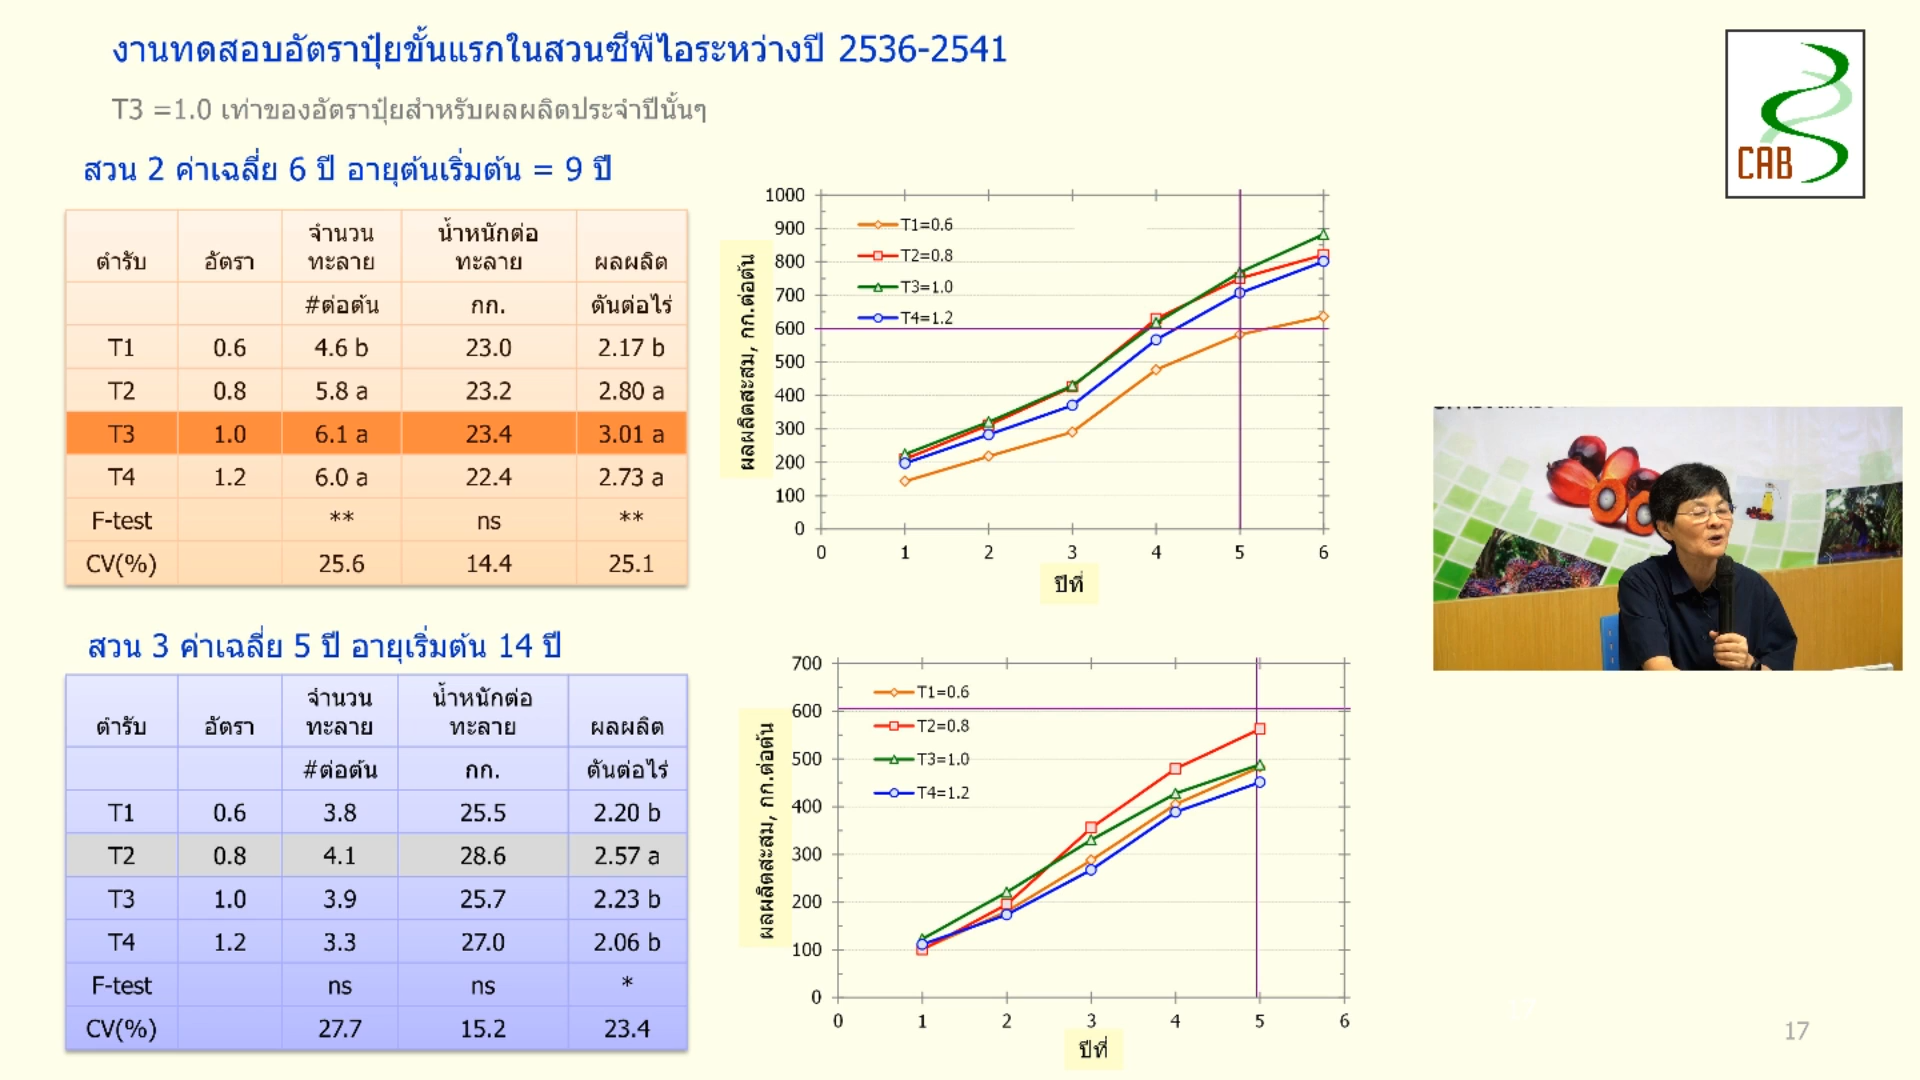 งานทดสอบอัตราปุ๋ยขั้นแรกในสวนซีพีไอระหว่างปี 2536-2541
T3 =1.0 เท่าของอัตราปุ๋ยสำหรับผลผลิตประจำปีนั้นๆ
CAB
สวน 2 ค่าเฉลี่ย 6 ปี อายุต้นเริ่มต้น = 9 ปี
ตำรับ อัตรา จำนวนทะลาย น้ำหนักต่อทะลาย ผลผลิต
#ต่อต้น กก. ตันต่อไร่
T1 0.6 4.6 b 23.0 2.17 b
T2 0.8 5.8 a 23.2 2.80 a
T3 1.0 6.1 a 23.4 3.01 a
T4 1.2 6.0 a 22.4 2.73 a
F-test ** ns **
CV(%) 25.6 14.4 25.1
ผลผลิตสะสม, กก.ต่อต้น
1000
900
800
700
600
500
400
300
200
100
0
T1=0.6
T2=0.8
T3=1.0
T4=1.2
0 1 2 3 4 5 6
ปีที่
สวน 3 ค่าเฉลี่ย 5 ปี อายุเริ่มต้น 14 ปี
ตำรับ อัตรา จำนวนทะลาย น้ำหนักต่อทะลาย ผลผลิต
#ต่อต้น กก. ตันต่อไร่
T1 0.6 3.8 25.5 2.20 b
T2 0.8 4.1 28.6 2.57 a
T3 1.0 3.9 25.7 2.23 b
T4 1.2 3.3 27.0 2.06 b
F-test ns ns *
CV(%) 27.7 15.2 23.4
ผลผลิตสะสม, กก.ต่อต้น
700
600
500
400
300
200
100
0
T1=0.6
T2=0.8
T3=1.0
T4=1.2
0 1 2 3 4 5 6
ปีที่
17